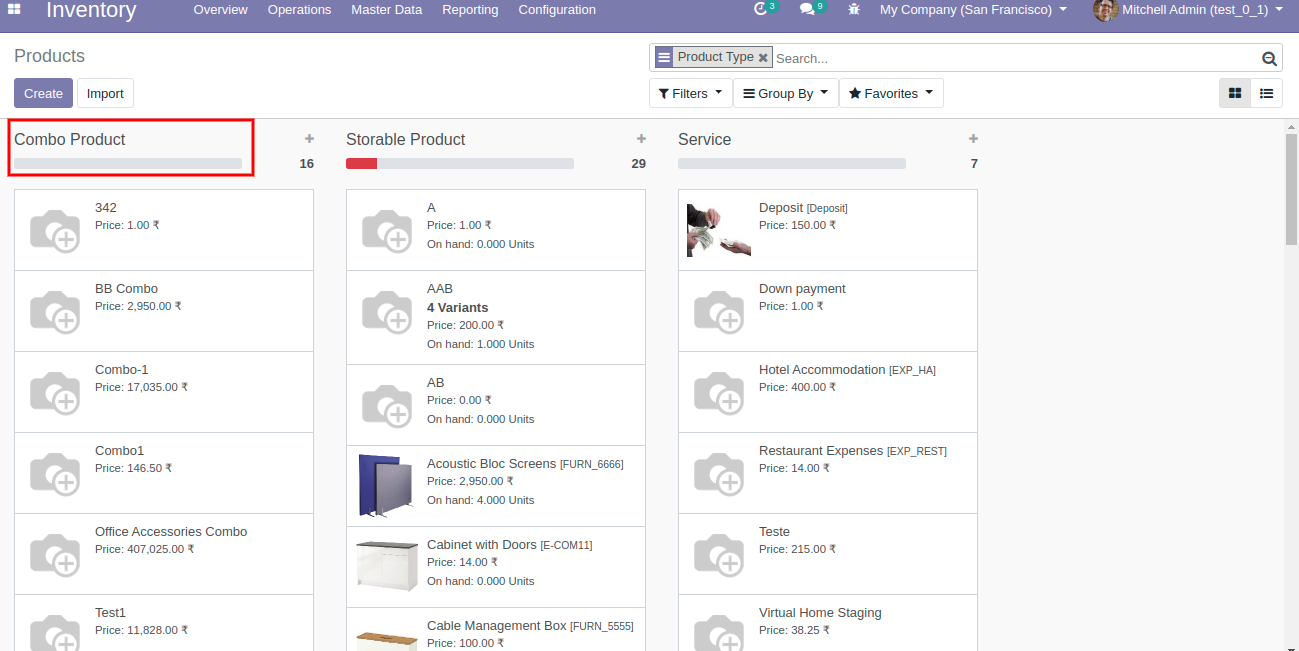 Inventory Overview Operations Master Data Reporting Configuration 3 9 My Company (San Francisco) Mitchell Admin (test_0_1)
Products
Product Type Search...
Create Import Filters Group By Favorites
Combo Product
16
342
Price: 1.00 ₹
BB Combo
Price: 2,950.00 ₹
Combo-1
Price: 17,035.00 ₹
Combo1
Price: 146.50 ₹
Office Accessories Combo
Price: 407,025.00 ₹
Test1
Price: 11,828.00 ₹
Storable Product
29
A
Price: 1.00 ₹
On hand: 0.000 Units
AAB
4 Variants
Price: 200.00 ₹
On hand: 1.000 Units
AB
Price: 0.00 ₹
On hand: 0.000 Units
Acoustic Bloc Screens [FURN_6666]
Price: 2,950.00 ₹
On hand: 4.000 Units
Cabinet with Doors [E-COM11]
Price: 14.00 ₹
On hand: 0.000 Units
Cable Management Box [FURN_5555]
Price: 100.00 ₹
Service
7
Deposit [Deposit]
Price: 150.00 ₹
Down payment
Price: 1.00 ₹
Hotel Accommodation [EXP_HA]
Price: 400.00 ₹
Restaurant Expenses [EXP_REST]
Price: 14.00 ₹
Teste
Price: 215.00 ₹
Virtual Home Staging
Price: 38.25 ₹